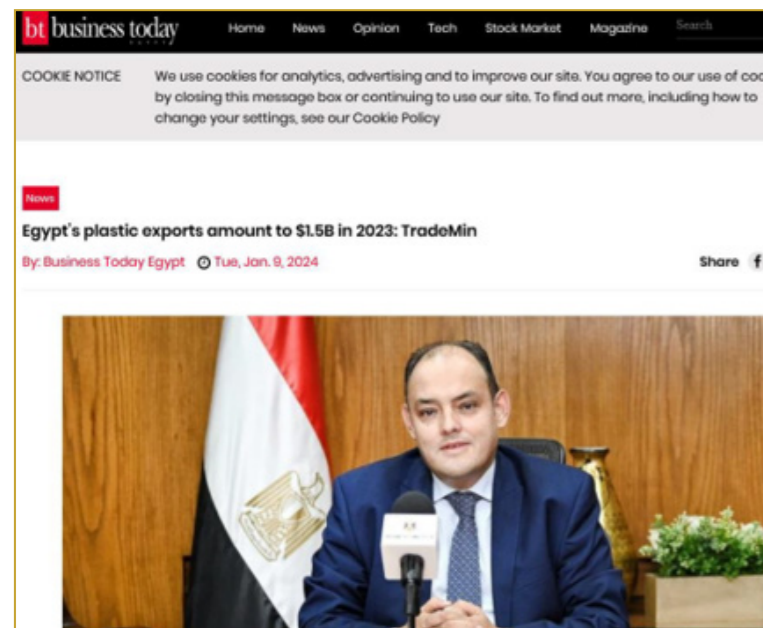 bt business today
Home News Opinion Tech Stock Market Magazine Search
COOKIE NOTICE
We use cookies for analytics, advertising and to improve our site. You agree to our use of coo
by closing this message box or continuing to use our site. To find out more, including how to
change your settings, see our Cookie Policy
News
Egypt's plastic exports amount to $1.5B in 2023: TradeMin
By: Business Today Egypt Tue, Jan. 9, 2024
Share f